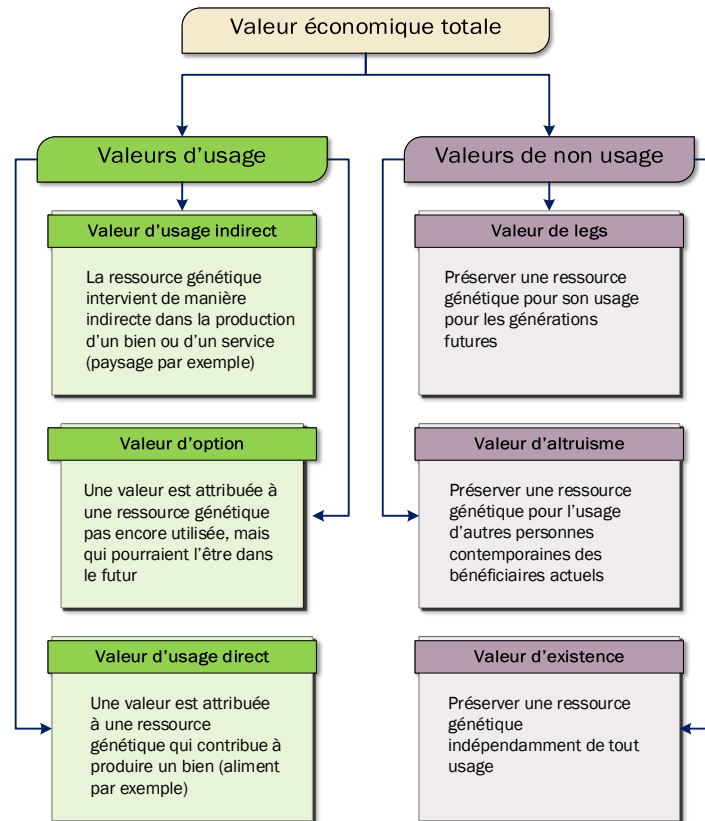 Valeur économique totale
Valeurs d'usage
Valeur d'usage indirect
La ressource génétique
intervient de manière
indirecte dans la production
d'un bien ou d'un service
(paysage par exemple)
Valeur d'option
Une valeur est attribuée à
une ressource génétique
pas encore utilisée, mais
qui pourraient l'être dans
le futur
Valeur d'usage direct
Une valeur est attribuée
à une ressource
génétique qui contribue à
produire un bien (aliment
par exemple)
Valeurs de non usage
Valeur de legs
Préserver une ressource
génétique pour son usage
pour les générations
futures
Valeur d'altruisme
Préserver une ressource
génétique pour l'usage
d'autres personnes
contemporaines des
bénéficiaires actuels
Valeur d'existence
Préserver une ressource
génétique
indépendamment de tout
usage